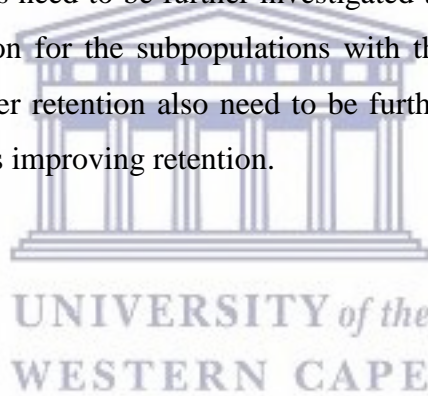 s need to be further investigated
on for the subpopulations with th
er retention also need to be furth
s improving retention.
UNIVERSITY of the
WESTERN CAPE